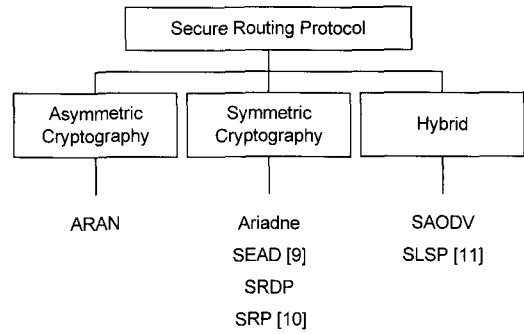 Secure Routing Protocol
Asymmetric
Cryptography
Symmetric
Cryptography
Hybrid
ARAN
Ariadne
SEAD [9]
SRDP
SRP [10]
SAODV
SLSP [11]